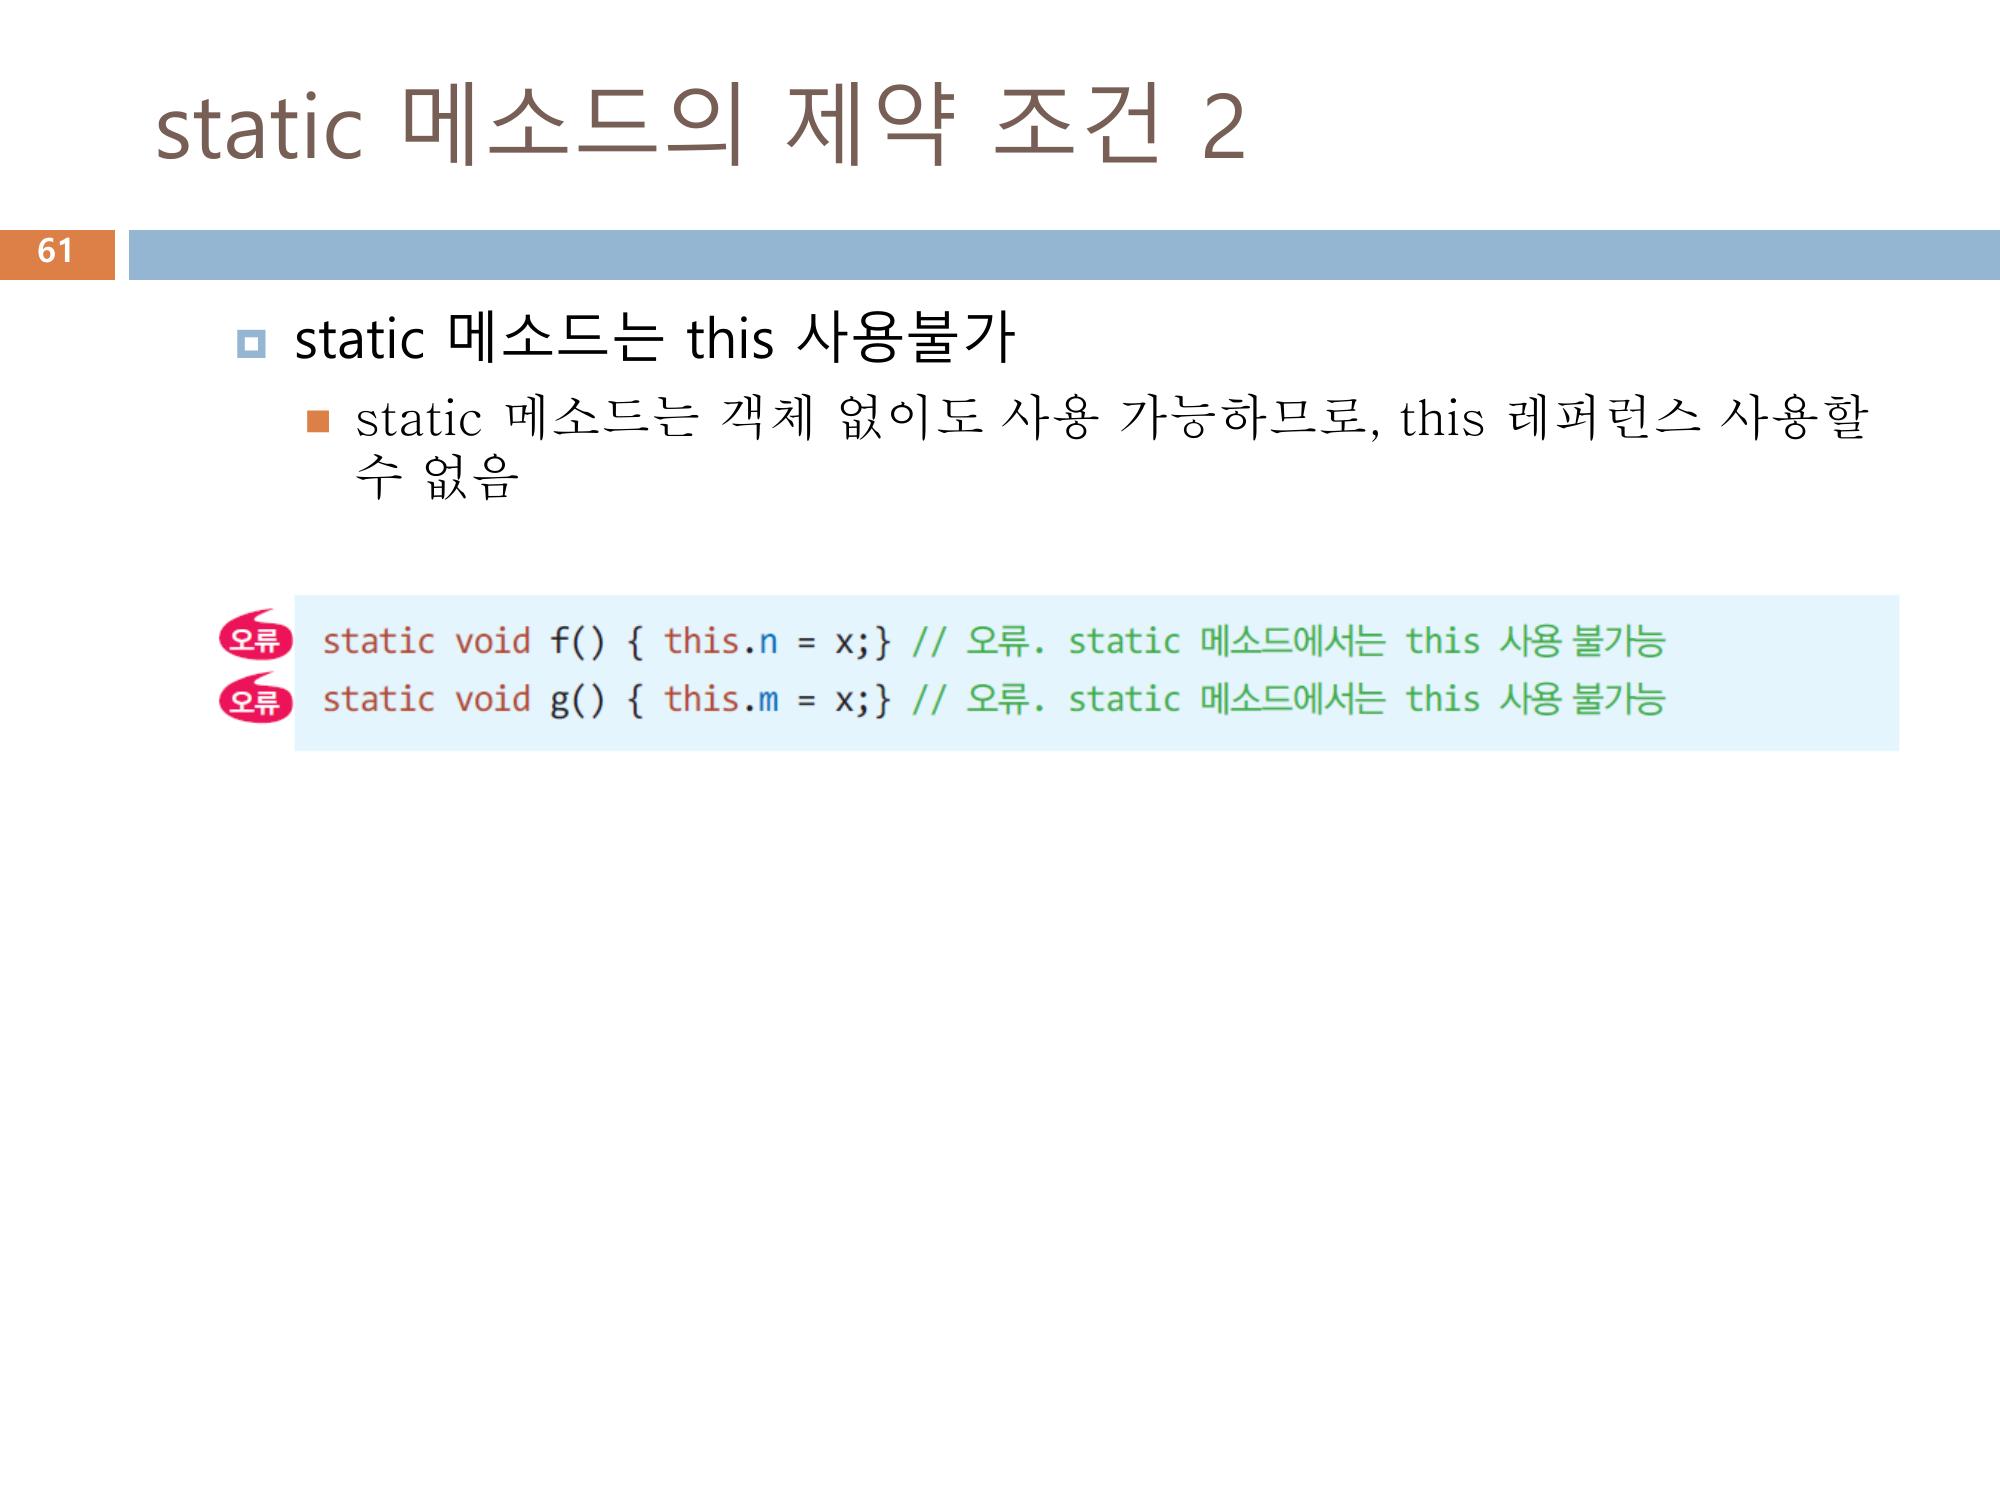 static 메소드의 제약 조건 2
61
static 메소드는 this 사용불가
static 메소드는 객체 없이도 사용 가능하므로, this 레퍼런스 사용할
수 없음
오류 static void f() { this.n = x;} // 오류. static 메소드에서는 this 사용 불가능
오류 static void g() { this.m = x;} // 오류. static 메소드에서는 this 사용 불가능